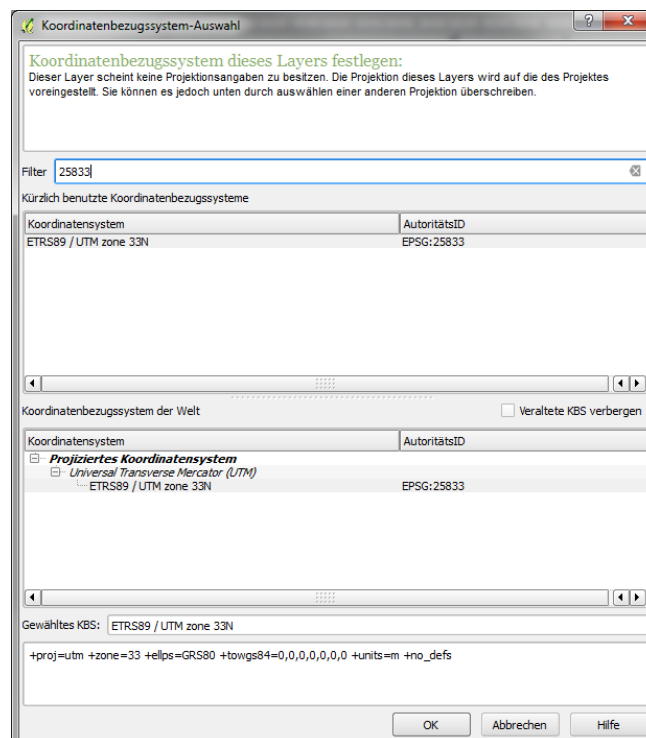 Koordinatenbezugssystem-Auswahl
Koordinatenbezugssystem dieses Layers festlegen:
Dieser Layer scheint keine Projektionsangaben zu besitzen. Die Projektion dieses Layers wird auf die des Projektes
voreingestellt. Sie können es jedoch unten durch auswählen einer anderen Projektion überschreiben.
Filter 25833
Kürzlich benutzte Koordinatenbezugssysteme
Koordinatensystem AutoritätsID
ETRS89 / UTM zone 33N EPSG:25833
Koordinatenbezugssystem der Welt Veraltete KBS verbergen
Koordinatensystem AutoritätsID
Projiziertes Koordinatensystem
Universal Transverse Mercator (UTM)
ETRS89 / UTM zone 33N EPSG:25833
Gewähltes KBS: ETRS89 / UTM zone 33N
+proj=utm +zone=33 +ellps=GRS80 +towgs84=0,0,0,0,0,0,0 +units=m +no_defs
OK Abbrechen Hilfe